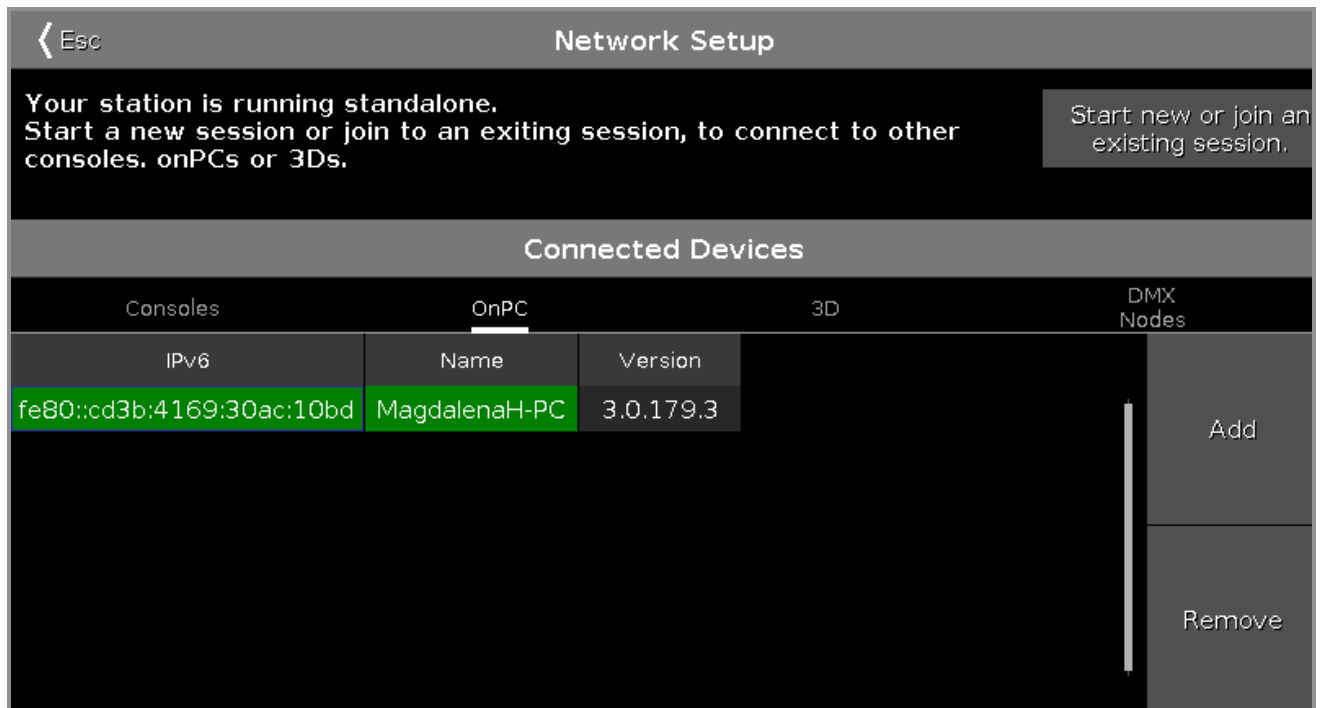 Esc
Network Setup
Your station is running standalone.
Start a new session or join to an exiting session, to connect to other
consoles. onPCs or 3Ds.
Start new or join an
existing session.
Connected Devices
Consoles
OnPC
3D
DMX
Nodes
IPv6
Name
Version
fe80::cd3b:4169:30ac:10bd
MagdalenaH-PC
3.0.179.3
Add
Remove